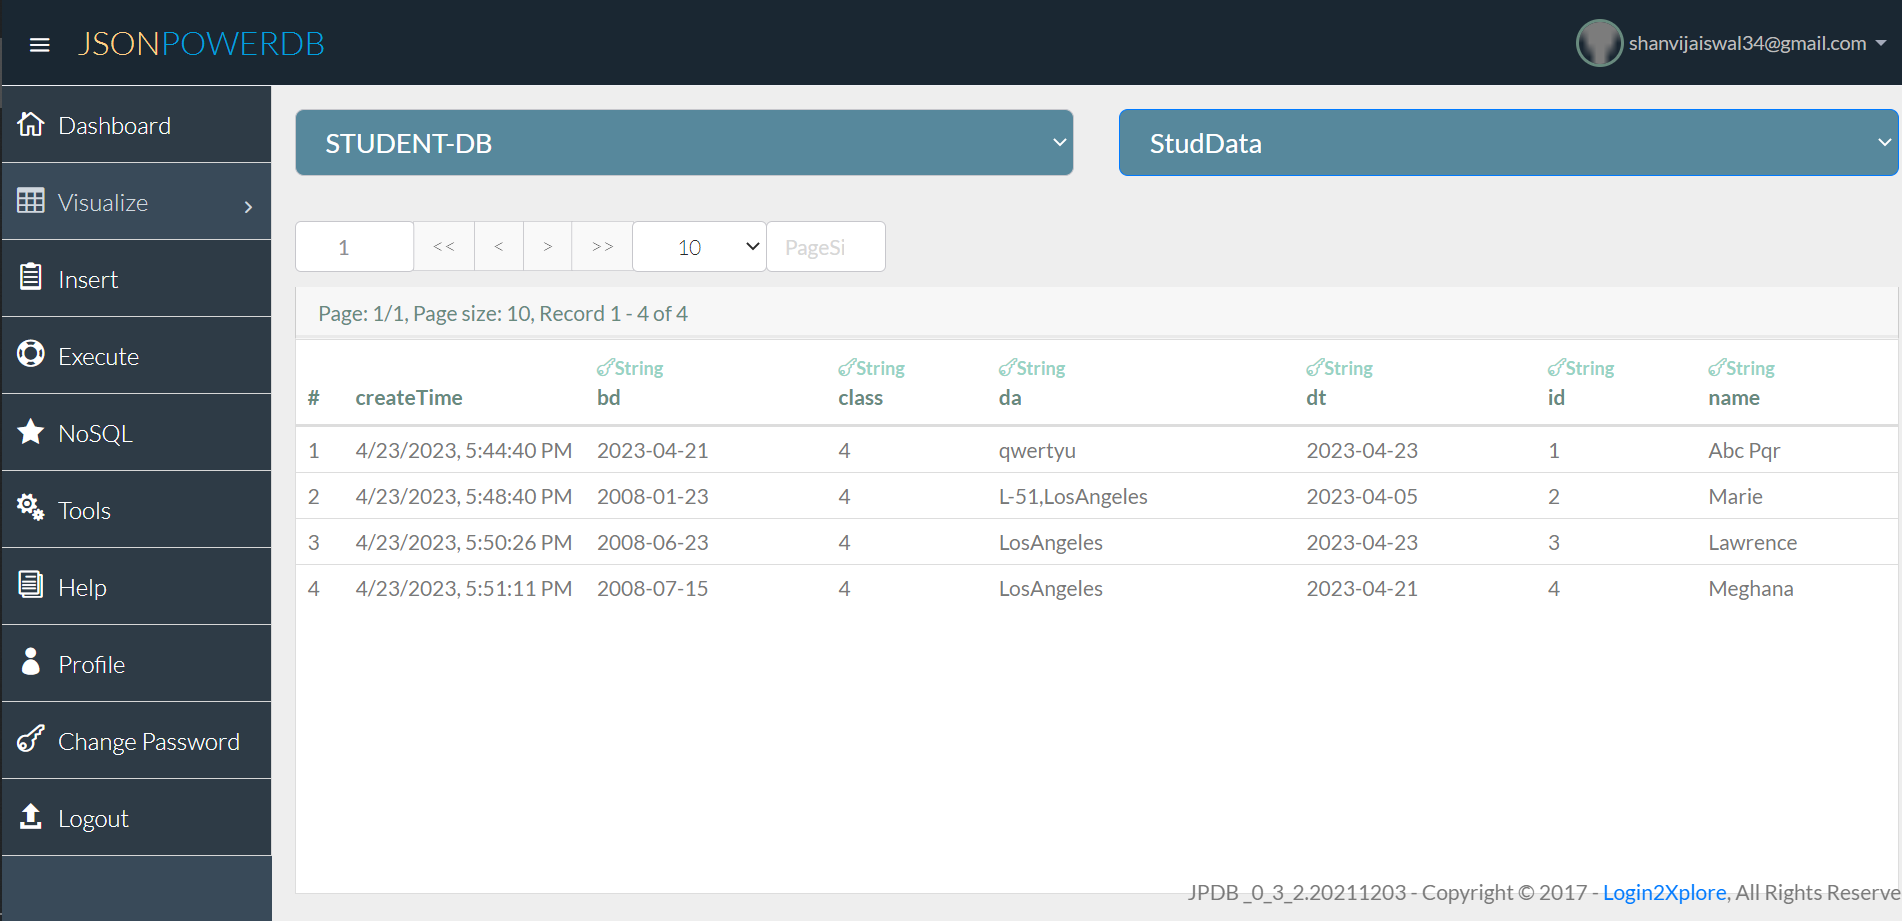 JSONPOWERDB
shanvijaiswal34@gmail.com
Dashboard
Visualize
Insert
Execute
NoSQL
Tools
Help
Profile
Change Password
Logout
STUDENT-DB
StudData
1 << < > >> 10 PageSi
Page: 1/1, Page size: 10, Record 1 - 4 of 4
String String String String String String
# createTime bd class da dt id name
1 4/23/2023, 5:44:40 PM 2023-04-21 4 qwertyu 2023-04-23 1 Abc Pqr
2 4/23/2023, 5:48:40 PM 2008-01-23 4 L-51,LosAngeles 2023-04-05 2 Marie
3 4/23/2023, 5:50:26 PM 2008-06-23 4 LosAngeles 2023-04-23 3 Lawrence
4 4/23/2023, 5:51:11 PM 2008-07-15 4 LosAngeles 2023-04-21 4 Meghana
JPDB _0_3_2.20211203 - Copyright © 2017 - Login2Xplore, All Rights Reserve